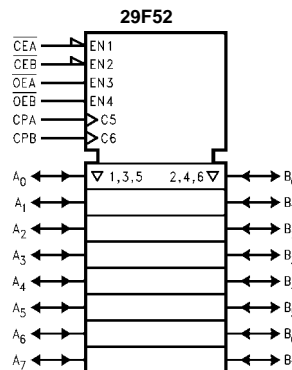 29F52
CEA EN1
CEB EN2
OEA EN3
OEB EN4
CPA C5
CPB C6
A0 ▽ 1,3,5 2,4,6 ▽ B
A1 B
A2 B
A3 B
A4 B
A5 B
A6 B
A7 B